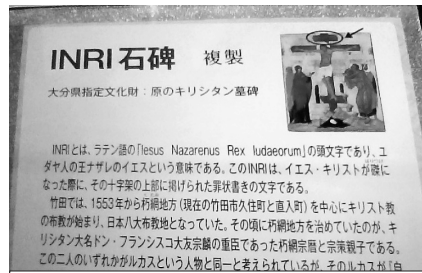 INRI石碑 複製
大分県指定文化財:原のキリシタン墓碑
INRIとは、ラテン語の「Iesus Nazarenus Rex Iudaeorum」の頭文字であり、ユ
ダヤ人の王ナザレのイエスという意味である。このINRIは、イエス・キリストが磔に
なった際に、その十字架の上部に掲げられた罪状書きの文字である。
竹田では、1553年から朽網地方(現在の竹田市久住町と直入町)を中心にキリスト教
の布教が始まり、日本八大布教地となっていた。その頃に朽網地方を治めていたのが、キ
リシタン大名ドン・フランシスコ大友宗麟の重臣であった朽網宗暦と宗策親子である。
この二人のいずれかがルカスという人物と同一と考えられているが、そのルカスが「自